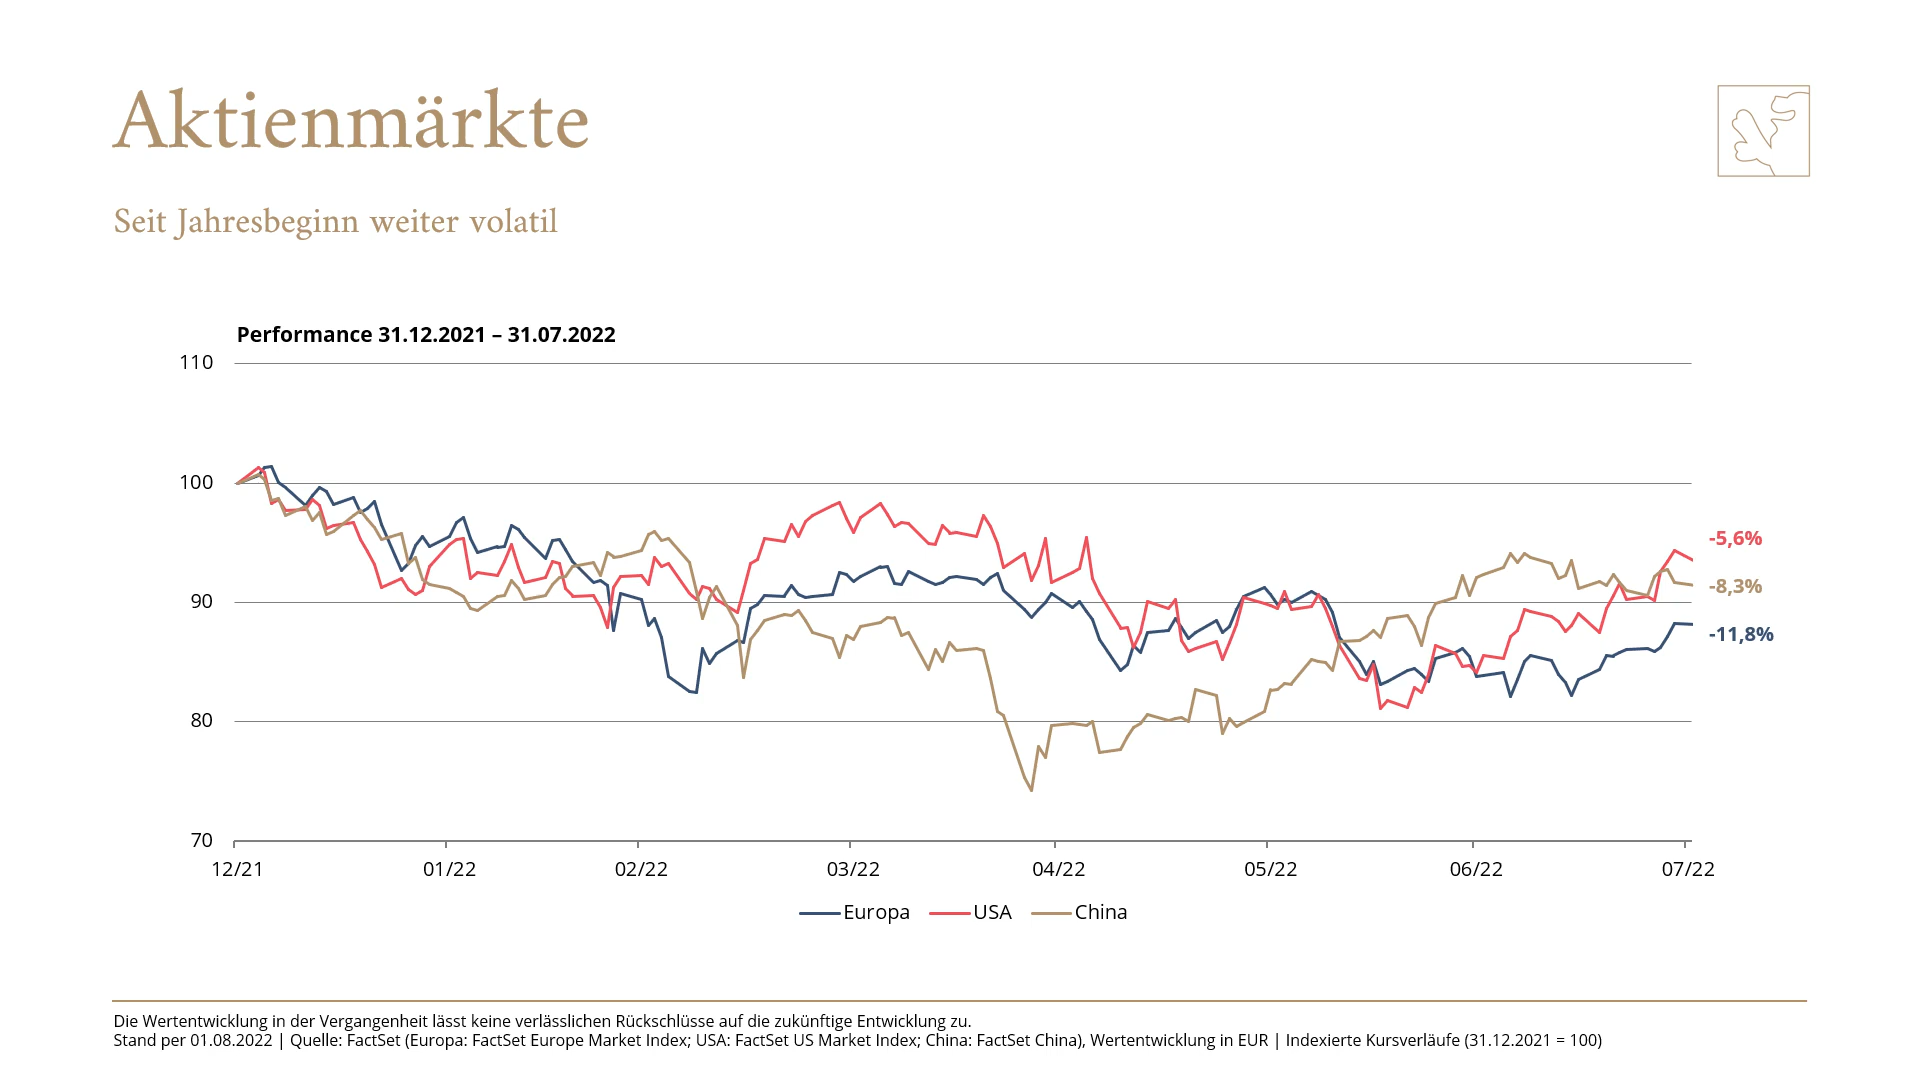 Aktienmärkte
Seit Jahresbeginn weiter volatil
Performance 31.12.2021 – 31.07.2022
110
100
90
80
70
-5,6%
-8,3%
-11,8%
12/21 01/22 02/22 03/22 04/22 05/22 06/22 07/22
Europa USA China
Die Wertentwicklung in der Vergangenheit lässt keine verlässlichen Rückschlüsse auf die zukünftige Entwicklung zu.
Stand per 01.08.2022 | Quelle: FactSet (Europa: FactSet Europe Market Index; USA: FactSet US Market Index; China: FactSet China), Wertentwicklung in EUR | Indexierte Kursverläufe (31.12.2021 = 100)